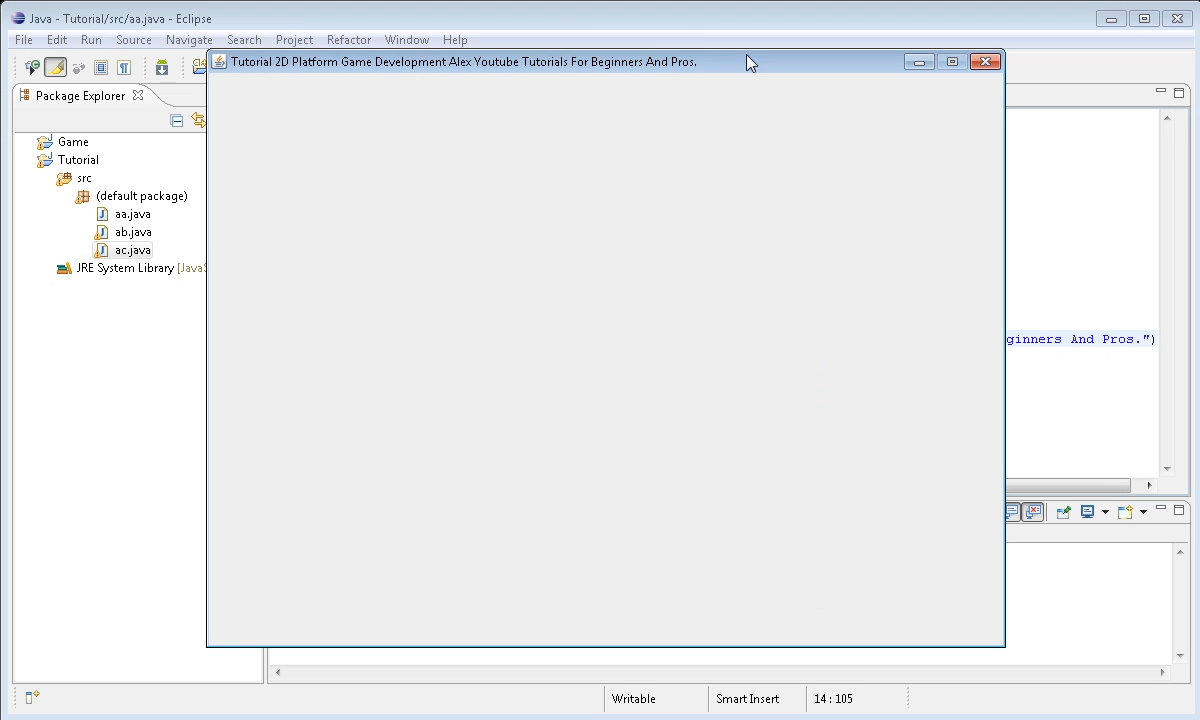 Java - Tutorial/src/aa.java - Eclipse
File Edit Run Source Navigate Search Project Refactor Window Help
Tutorial 2D Platform Game Development Alex Youtube Tutorials For Beginners And Pros.
Package Explorer
Game
Tutorial
src
(default package)
aa.java
ab.java
ac.java
JRE System Library
ginners And Pros.")
Writable Smart Insert 14 : 105